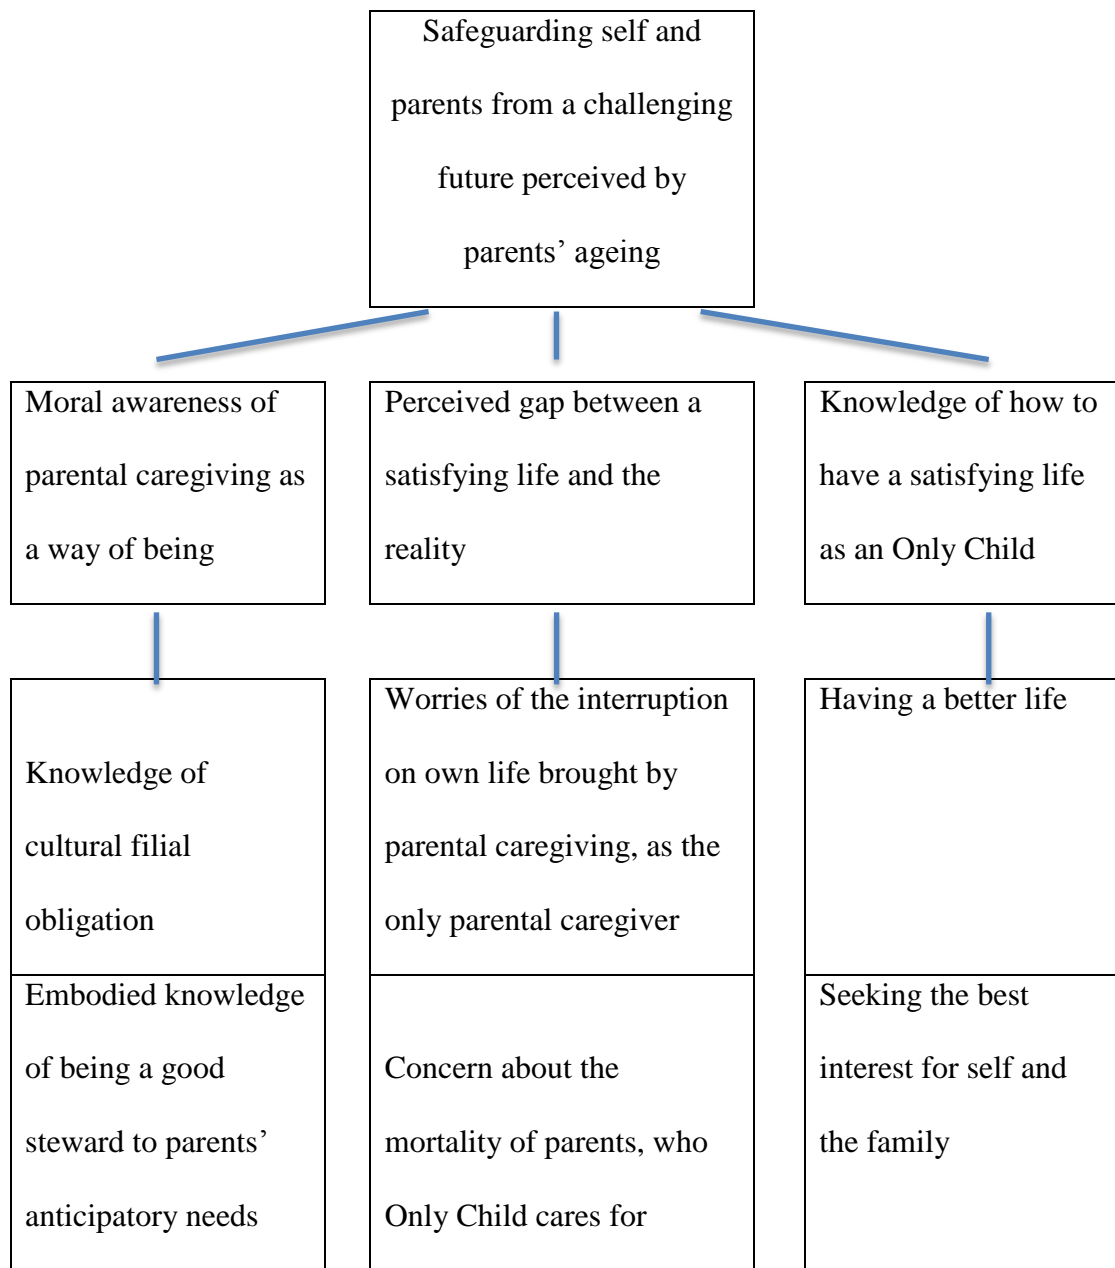 Safeguarding self and
parents from a challenging
future perceived by
parents’ ageing
Moral awareness of
parental caregiving as
a way of being
Perceived gap between a
satisfying life and the
reality
Knowledge of how to
have a satisfying life
as an Only Child
Knowledge of
cultural filial
obligation
Worries of the interruption
on own life brought by
parental caregiving, as the
only parental caregiver
Having a better life
Embodied knowledge
of being a good
steward to parents’
anticipatory needs
Concern about the
mortality of parents, who
Only Child cares for
Seeking the best
interest for self and
the family